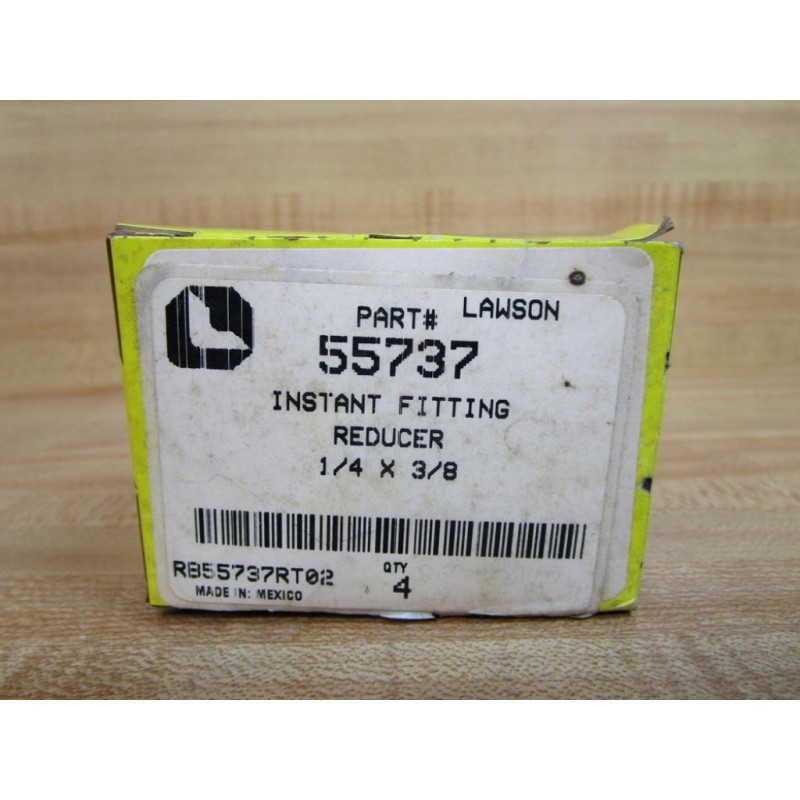 LAWSON
PART#
55737
INSTANT FITTING
REDUCER
1/4 X 3/8
RB55737RT02
QTY
4
MADE IN: MEXICO